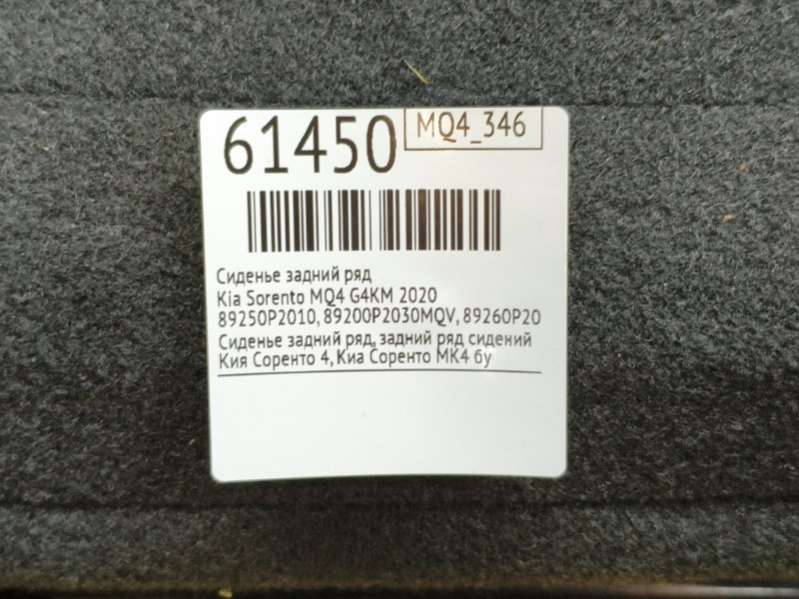 61450
MQ4_346
Сиденье задний ряд
Kia Sorento MQ4 G4KM 2020
89250P2010, 89200P2030MQV, 89260P20
Сиденье задний ряд, задний ряд сидений
Кия Соренто 4, Киа Соренто МК4 бу